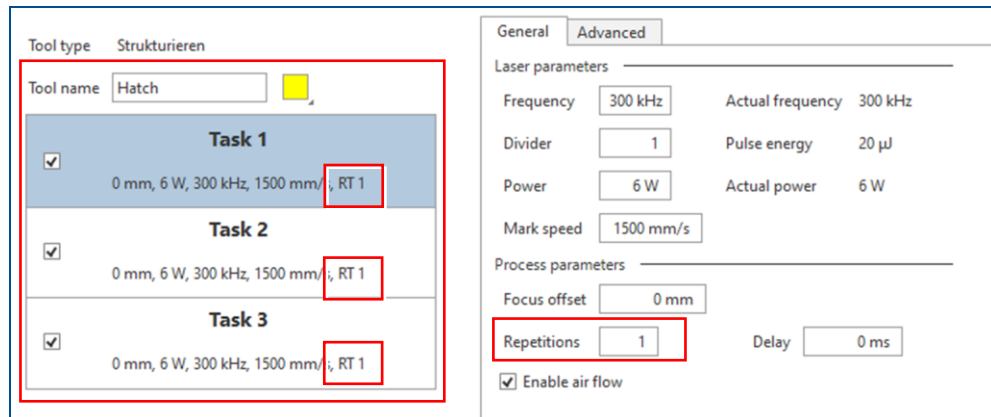 Tool type Strukturieren
Tool name Hatch
Task 1
0 mm, 6 W, 300 kHz, 1500 mm/s, RT 1
Task 2
0 mm, 6 W, 300 kHz, 1500 mm/s, RT 1
Task 3
0 mm, 6 W, 300 kHz, 1500 mm/s, RT 1
General Advanced
Laser parameters
Frequency 300 kHz Actual frequency 300 kHz
Divider 1 Pulse energy 20 µJ
Power 6 W Actual power 6 W
Mark speed 1500 mm/s
Process parameters
Focus offset 0 mm
Repetitions 1 Delay 0 ms
Enable air flow